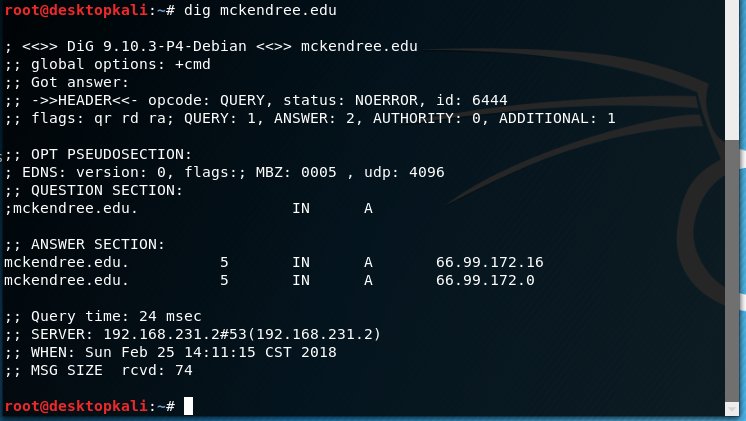 root@desktopkali:~# dig mckendree.edu
; <<>> DiG 9.10.3-P4-Debian <<>> mckendree.edu
;; global options: +cmd
;; Got answer:
;; ->>HEADER<<- opcode: QUERY, status: NOERROR, id: 6444
;; flags: qr rd ra; QUERY: 1, ANSWER: 2, AUTHORITY: 0, ADDITIONAL: 1
;; OPT PSEUDOSECTION:
; EDNS: version: 0, flags:; MBZ: 0005 , udp: 4096
;; QUESTION SECTION:
;mckendree.edu. IN A
;; ANSWER SECTION:
mckendree.edu. 5 IN A 66.99.172.16
mckendree.edu. 5 IN A 66.99.172.0
;; Query time: 24 msec
;; SERVER: 192.168.231.2#53(192.168.231.2)
;; WHEN: Sun Feb 25 14:11:15 CST 2018
;; MSG SIZE rcvd: 74
root@desktopkali:~#